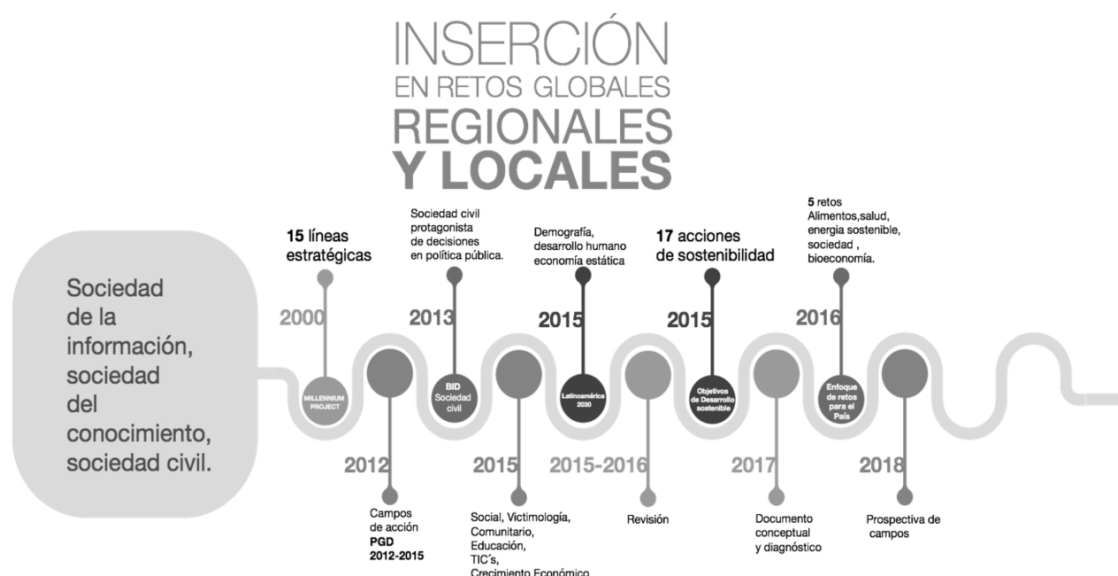 INSERCIÓN
EN RETOS GLOBALES
REGIONALES
Y LOCALES
Sociedad
de la
información,
sociedad
del
conocimiento,
sociedad civil.
15 líneas
estratégicas
2000
MILLENNIUM
PROJECT
2012
Campos
de acción
PGD
2012-2015
Sociedad civil
protagonista
de decisiones
en política pública.
2013
BID
Sociedad
civil
2015
Social, Victimología,
Comunitario,
Educación,
TIC´s,
Crecimiento Económico
Demografía,
desarrollo humano
economía estática
2015
Latinoamérica
2030
2015-2016
Revisión
17 acciones
de sostenibilidad
2015
Objetivos
de Desarrollo
sostenible
2017
Documento
conceptual
y diagnóstico
5 retos
Alimentos,salud,
energia sostenible,
sociedad ,
bioeconomía.
2016
Enfoque
de retos
para el
País
2018
Prospectiva de
campos